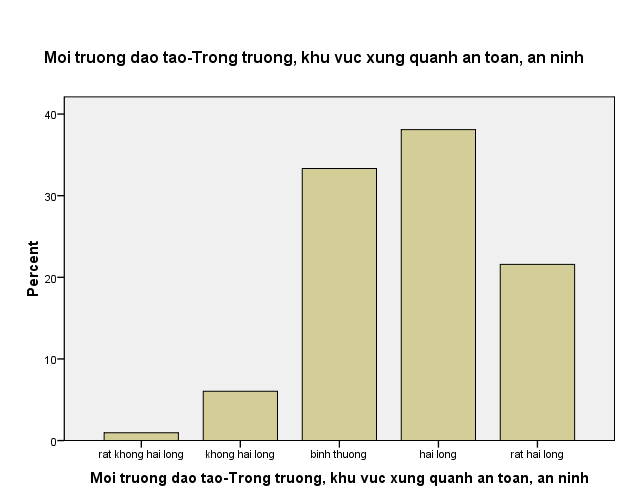 Moi truong dao tao-Trong truong, khu vuc xung quanh an toan, an ninh
40
30
20
10
0
Percent
rat khong hai long
khong hai long
binh thuong
hai long
rat hai long
Moi truong dao tao-Trong truong, khu vuc xung quanh an toan, an ninh